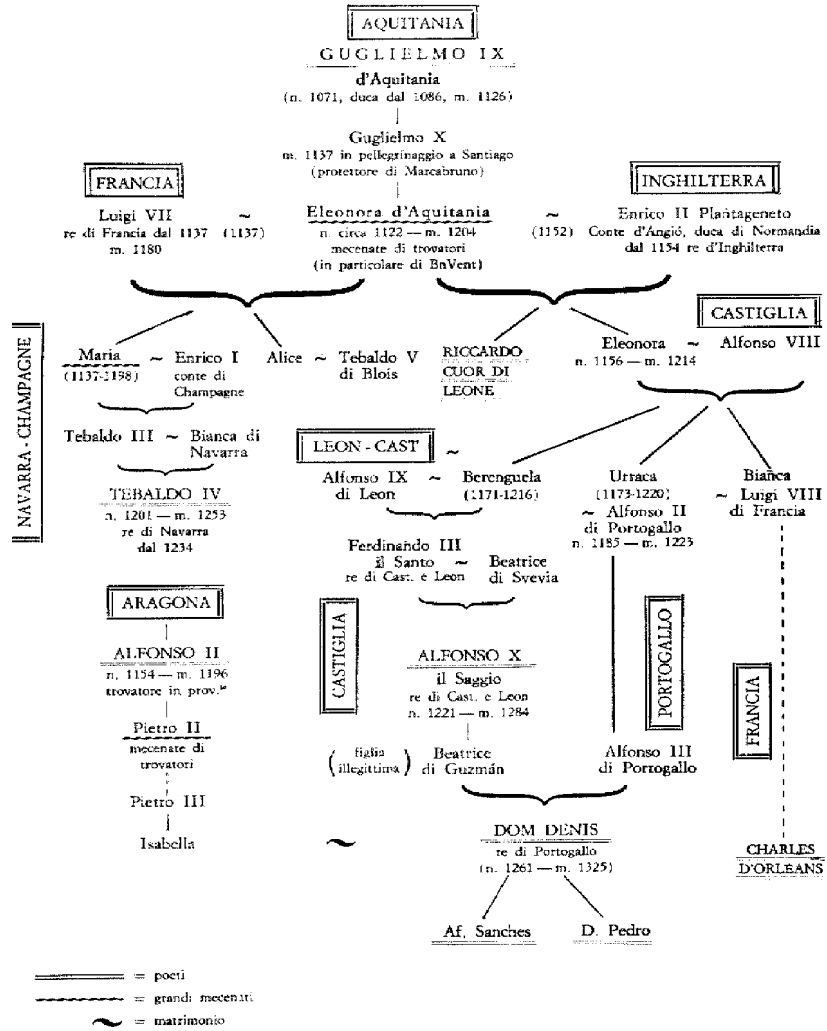 AQUITANIA
GUGLIELMO IX
d'Aquitania
(n. 1071, duca dal 1086, m. 1126)
Guglielmo X
m. 1137 in pellegrinaggio a Santiago
(protettore di Marcabruno)
FRANCIA
INGHILTERRA
Luigi VII
re di Francia dal 1137
m. 1180
~
(1137)
Eleonora d'Aquitania
n. circa 1122 — m. 1204
mecenate di trovatori
(in particolare di BnVent)
~
(1152)
Enrico II Plantageneto
Conte d'Angiò, duca di Normandia
dal 1154 re d'Inghilterra
NAVARRA - CHAMPAGNE
Maria ~ Enrico I
(1137-1198) conte di
Champagne
Alice ~ Tebaldo V
di Blois
RICCARDO
CUOR DI
LEONE
CASTIGLIA
Eleonora ~ Alfonso VIII
n. 1156 — m. 1214
Tebaldo III ~ Bianca di
Navarra
TEBALDO IV
n. 1201 — m. 1253
re di Navarra
dal 1234
LEON - CAST ~
Alfonso IX ~ Berenguela
di Leon (1171-1216)
Urraca
(1173-1220)
~ Alfonso II
di Portogallo
n. 1185 — m. 1223
Bianca
~ Luigi VIII
di Francia
Ferdinando III
il Santo ~ Beatrice
re di Cast. e Leon di Svevia
ARAGONA
ALFONSO II
n. 1154 — m. 1196
trovatore in prov.le
Pietro II
mecenate di
trovatori
Pietro III
Isabella ~
CASTIGLIA
ALFONSO X
il Saggio
re di Cast. e Leon
n. 1221 — m. 1284
(figlia
illegittima)
Beatrice
di Guzmán
PORTOGALLO
Alfonso III
di Portogallo
FRANCIA
DOM DENIS
re di Portogallo
(n. 1261 — m. 1325)
CHARLES
D'ORLEANS
Af. Sanches D. Pedro
= poeti
= grandi mecenati
~ = matrimonio